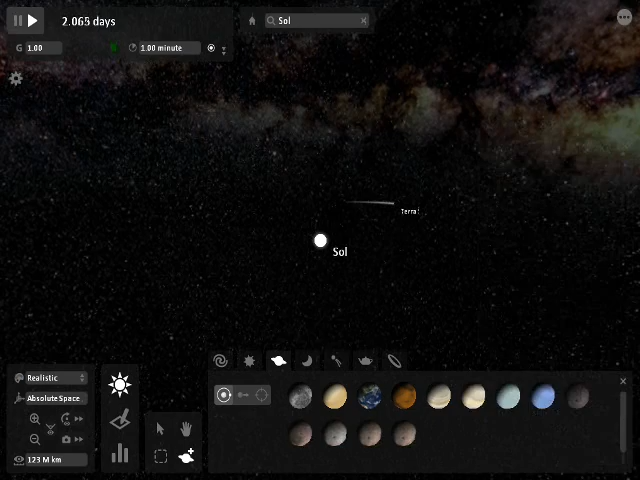 2.065 days
Sol
G 1.00
1.00 minute
Terra
Sol
Realistic
Absolute Space
123 M km